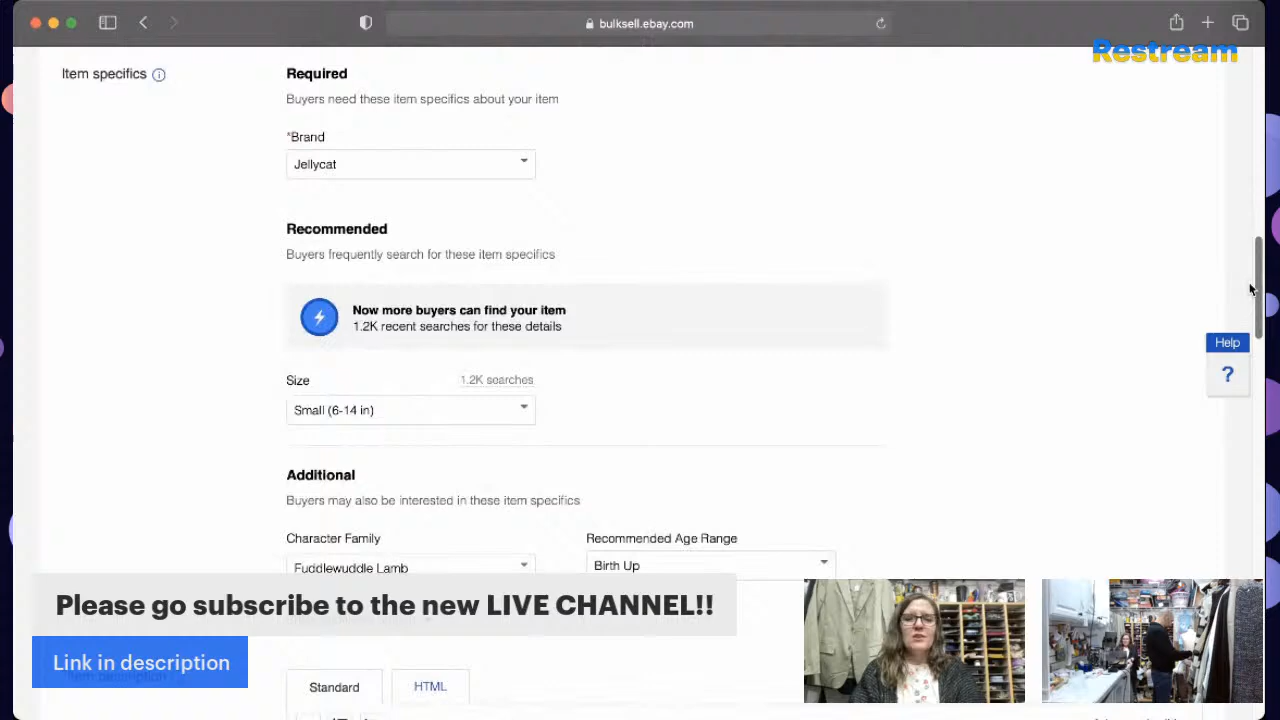 bulksell.ebay.com
Restream
Item specifics
Required
Buyers need these item specifics about your item
*Brand
Jellycat
Recommended
Buyers frequently search for these item specifics
Now more buyers can find your item
1.2K recent searches for these details
Help
?
Size 1.2K searches
Small (6-14 in)
Additional
Buyers may also be interested in these item specifics
Character Family Recommended Age Range
Fuddlewuddle Lamb Birth Up
Please go subscribe to the new LIVE CHANNEL!!
Link in description
Item description
Standard HTML